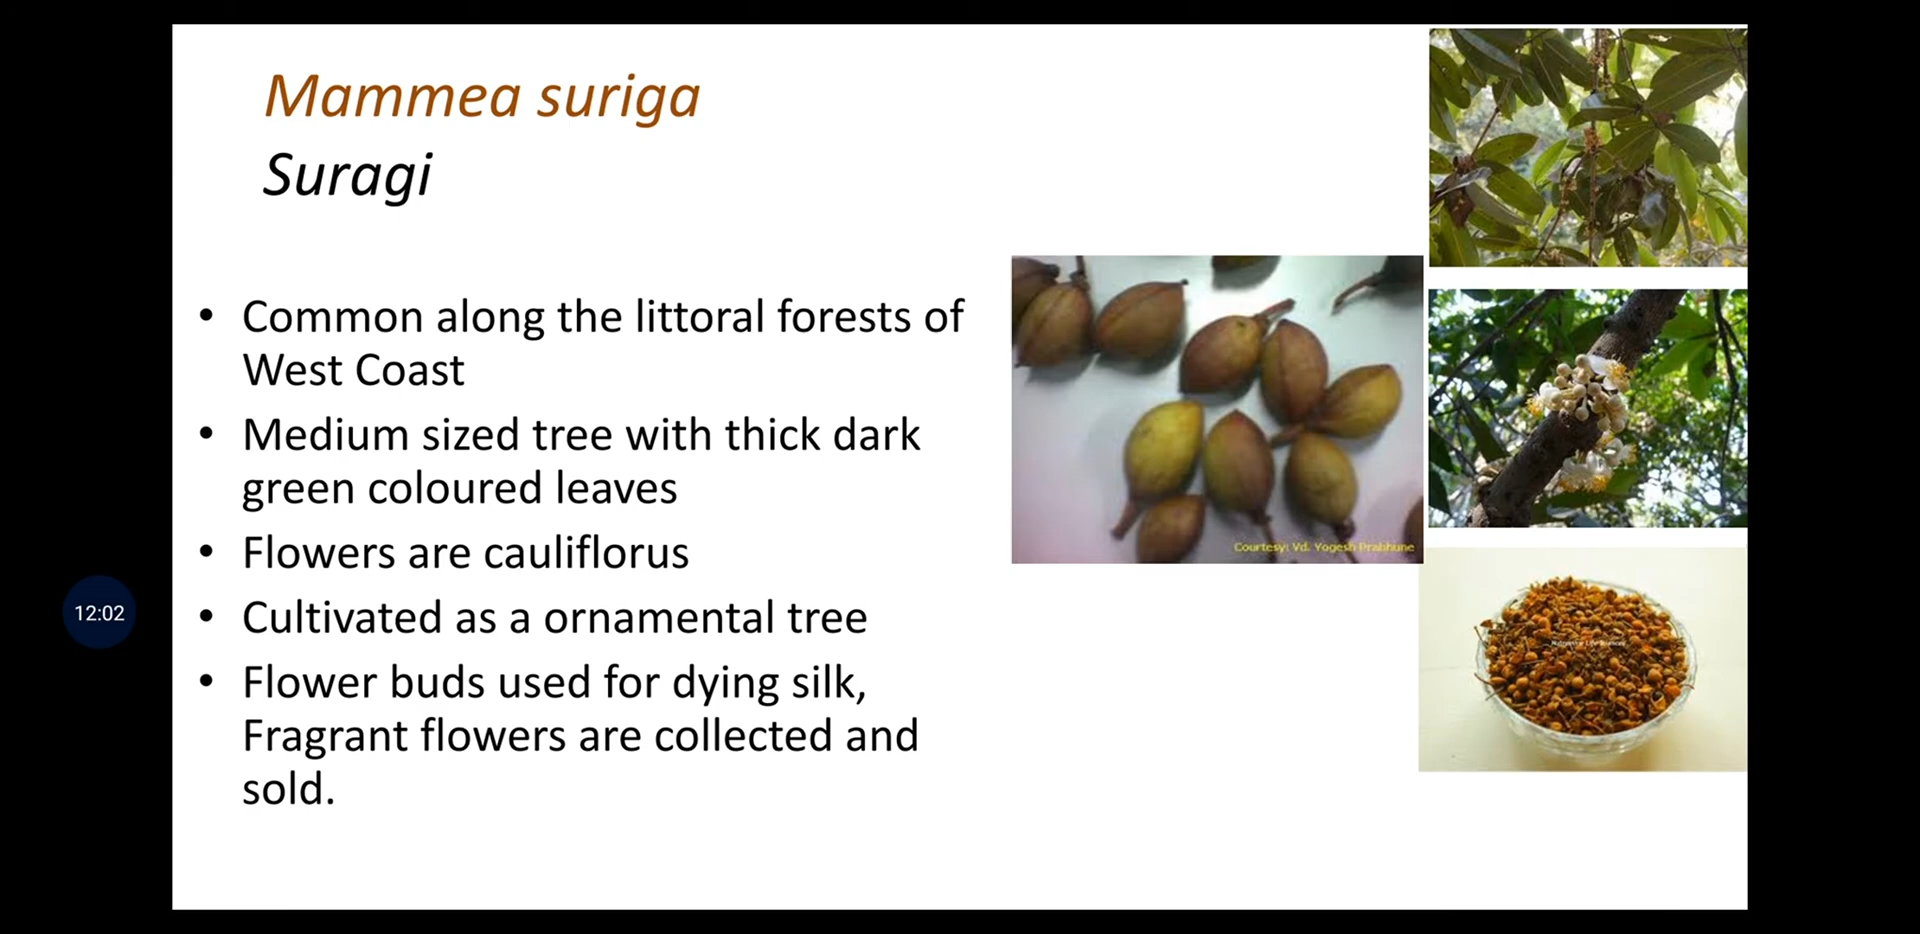 Mammea suriga
Suragi
• Common along the littoral forests of
West Coast
• Medium sized tree with thick dark
green coloured leaves
• Flowers are cauliflorus
• Cultivated as a ornamental tree
• Flower buds used for dying silk,
Fragrant flowers are collected and
sold.
Courtesy: Vd. Yogesh Prabhune
12:02